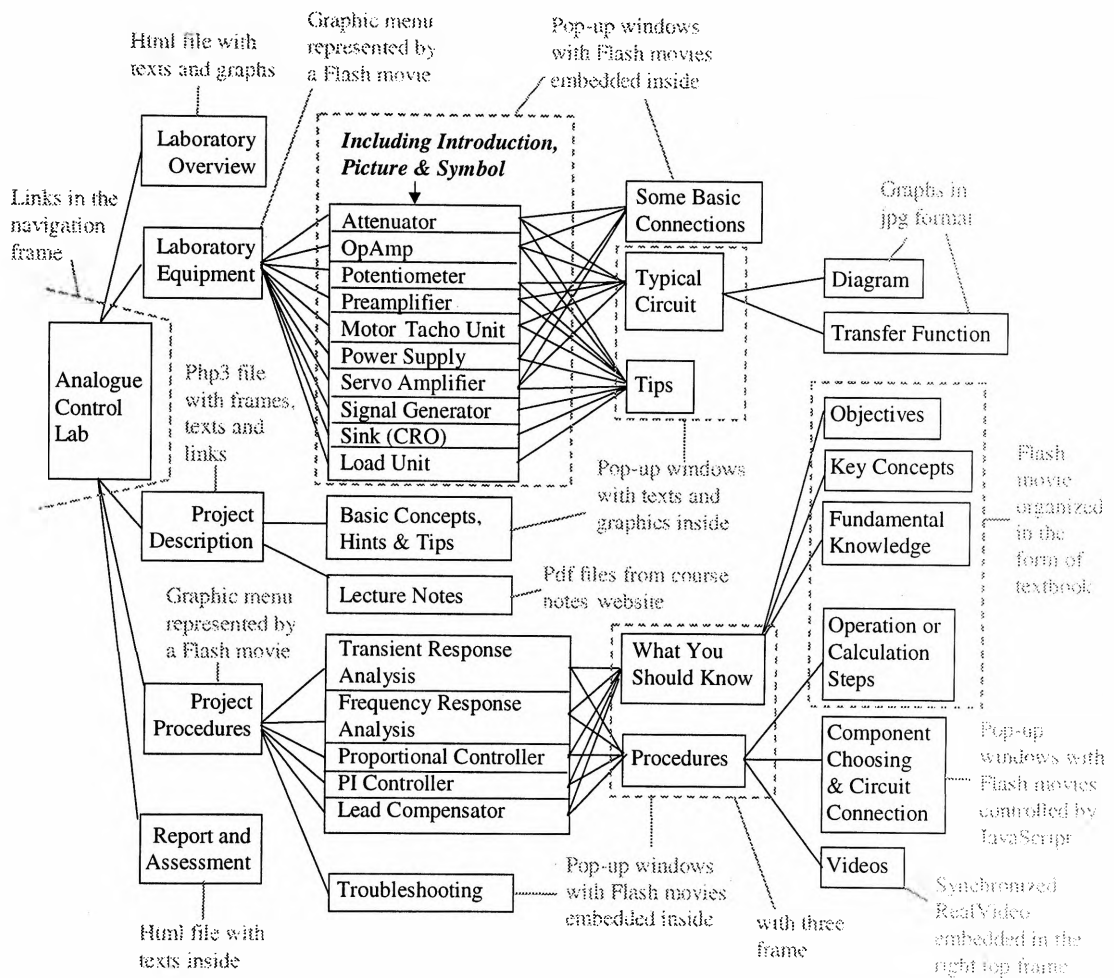 Html file with
texts and graphs
Graphic menu
represented by
a Flash movie
Pop-up windows
with Flash movies
embedded inside
Links in the
navigation
frame
Laboratory
Overview
Including Introduction,
Picture & Symbol
Laboratory
Equipment
Attenuator
OpAmp
Potentiometer
Preamplifier
Motor Tacho Unit
Power Supply
Servo Amplifier
Signal Generator
Sink (CRO)
Load Unit
Some Basic
Connections
Typical
Circuit
Tips
Graphs in
jpg format
Diagram
Transfer Function
Analogue
Control
Lab
Php3 file
with frames,
texts and
links
Pop-up windows
with texts and
graphics inside
Objectives
Key Concepts
Fundamental
Knowledge
Flash
movie
organized
in the
form of
textbook
Project
Description
Basic Concepts,
Hints & Tips
Lecture Notes
Pdf files from course
notes website
Graphic menu
represented by
a Flash movie
Project
Procedures
Transient Response
Analysis
Frequency Response
Analysis
Proportional Controller
PI Controller
Lead Compensator
What You
Should Know
Procedures
Operation or
Calculation
Steps
Component
Choosing
& Circuit
Connection
Pop-up
windows with
Flash movies
controlled by
JavaScript
Videos
Report and
Assessment
Troubleshooting
Pop-up windows
with Flash movies
embedded inside
with three
frame
Synchronized
RealVideo
embedded in the
right top frame
Html file with
texts inside